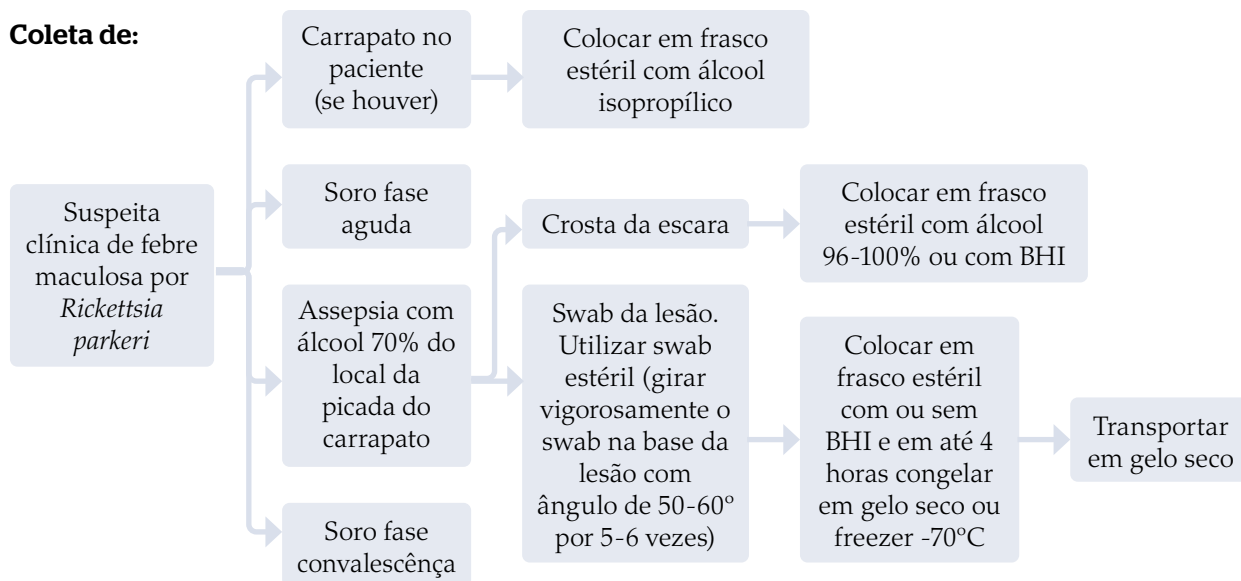 Coleta de:
Carrapato no
paciente
(se houver)
Colocar em frasco
estéril com álcool
isopropílico
Suspeita
clínica de febre
maculosa por
Rickettsia
parkeri
Soro fase
aguda
Assepsia com
álcool 70% do
local da
picada do
carrapato
Crosta da escara
Colocar em frasco
estéril com álcool
96-100% ou com BHI
Swab da lesão.
Utilizar swab
estéril (girar
vigorosamente o
swab na base da
lesão com
ângulo de 50-60º
por 5-6 vezes)
Colocar em
frasco estéril
com ou sem
BHI e em até 4
horas congelar
em gelo seco ou
freezer -70ºC
Transportar
em gelo seco
Soro fase
convalescênça